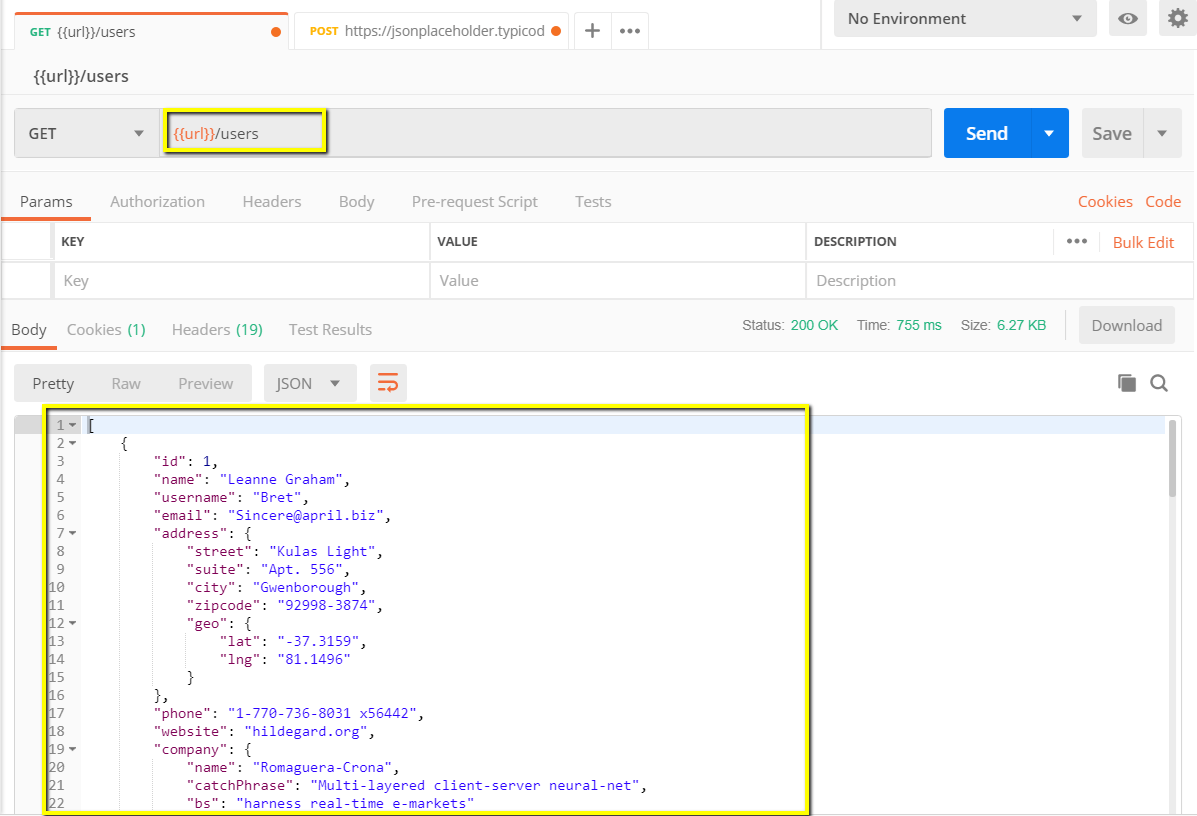 GET {{url}}/users POST https://jsonplaceholder.typicod No Environment
{{url}}/users
GET {{url}}/users Send Save
Params Authorization Headers Body Pre-request Script Tests Cookies Code
KEY VALUE DESCRIPTION Bulk Edit
Key Value Description
Body Cookies (1) Headers (19) Test Results Status: 200 OK Time: 755 ms Size: 6.27 KB Download
Pretty Raw Preview JSON
1 [
2 {
3 "id": 1,
4 "name": "Leanne Graham",
5 "username": "Bret",
6 "email": "Sincere@april.biz",
7 "address": {
8 "street": "Kulas Light",
9 "suite": "Apt. 556",
10 "city": "Gwenborough",
11 "zipcode": "92998-3874",
12 "geo": {
13 "lat": "-37.3159",
14 "lng": "81.1496"
15 }
16 },
17 "phone": "1-770-736-8031 x56442",
18 "website": "hildegard.org",
19 "company": {
20 "name": "Romaguera-Crona",
21 "catchPhrase": "Multi-layered client-server neural-net",
22 "bs": "harness real-time e-markets"